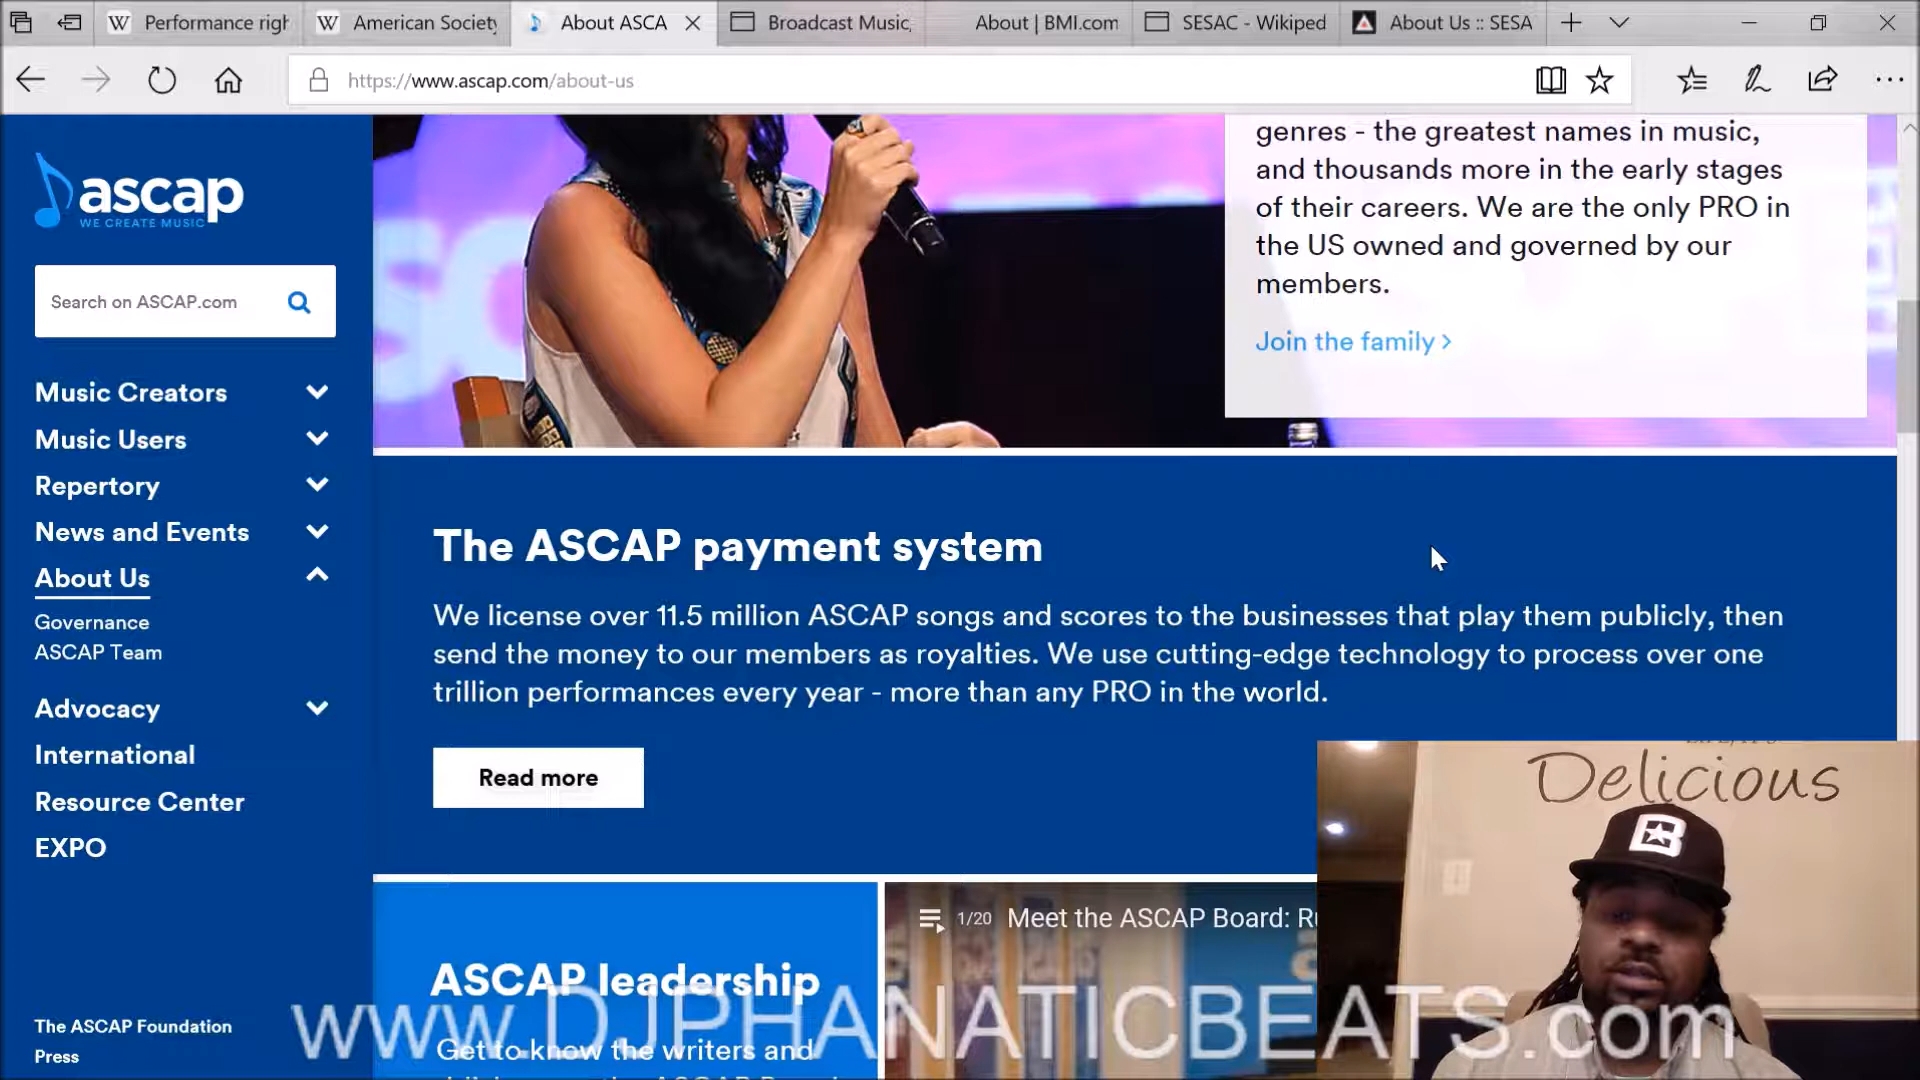 Performance righ
American Society
About ASCA
Broadcast Music,
About | BMI.com
SESAC - Wikiped
About Us :: SESA
https://www.ascap.com/about-us
ascap
WE CREATE MUSIC
Search on ASCAP.com
Music Creators
Music Users
Repertory
News and Events
About Us
Governance
ASCAP Team
Advocacy
International
Resource Center
EXPO
The ASCAP Foundation
Press
genres - the greatest names in music,
and thousands more in the early stages
of their careers. We are the only PRO in
the US owned and governed by our
members.
Join the family >
The ASCAP payment system
We license over 11.5 million ASCAP songs and scores to the businesses that play them publicly, then
send the money to our members as royalties. We use cutting-edge technology to process over one
trillion performances every year - more than any PRO in the world.
Read more
ASCAP leadership
Get to know the writers and
1/20 Meet the ASCAP Board:
Delicious
B
www.DJPHANATICBEATS.com